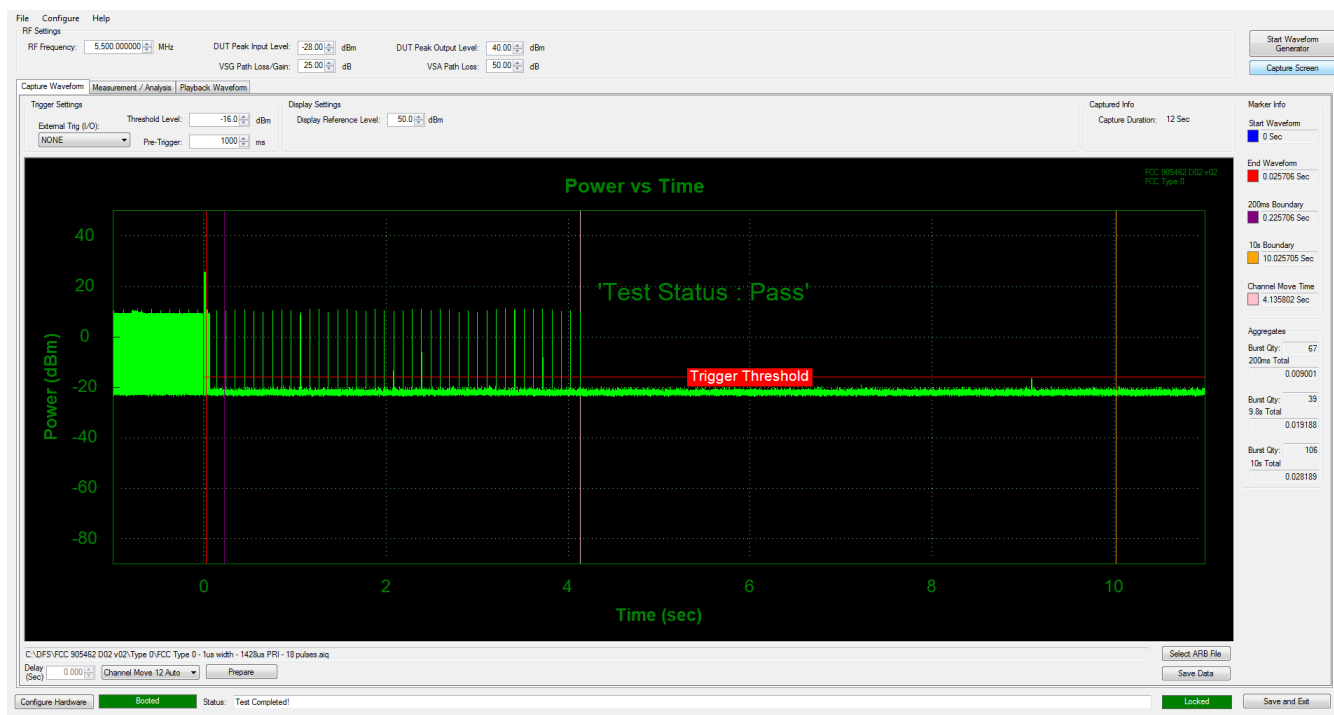 File Configure Help
RF Settings
RF Frequency: 5,500.000000 MHz DUT Peak Input Level: -28.00 dBm DUT Peak Output Level: 40.00 dBm
VSG Path Loss/Gain: 25.00 dB VSA Path Loss: 50.00 dB
Start Waveform Generator
Capture Screen
Capture Waveform Measurement / Analysis Playback Waveform
Trigger Settings
External Trig (I/O):
NONE
Threshold Level: -16.0 dBm
Pre-Trigger: 1000 ms
Display Settings
Display Reference Level: 50.0 dBm
Captured Info
Capture Duration: 12 Sec
Power vs Time
FCC 905462 D02 v02
FCC Type 0
'Test Status : Pass'
Trigger Threshold
Power (dBm)
40
20
0
-20
-40
-60
-80
0 2 4 6 8 10
Time (sec)
Marker Info
Start Waveform
0 Sec
End Waveform
0.025706 Sec
200ms Boundary
0.225706 Sec
10s Boundary
10.025705 Sec
Channel Move Time
4.135802 Sec
Aggregates
Burst Qty: 67
200ms Total
0.009001
Burst Qty: 39
9.8s Total
0.019188
Burst Qty: 106
10s Total
0.028189
C:\DFS\FCC 905462 D02 v02\Type 0\FCC Type 0 - 1us width - 1428us PRI - 18 pulses.aiq
Select ARB File
Delay (Sec) 0.000 Channel Move 12 Auto Prepare
Save Data
Configure Hardware Booted Status: Test Completed! Locked Save and Exit